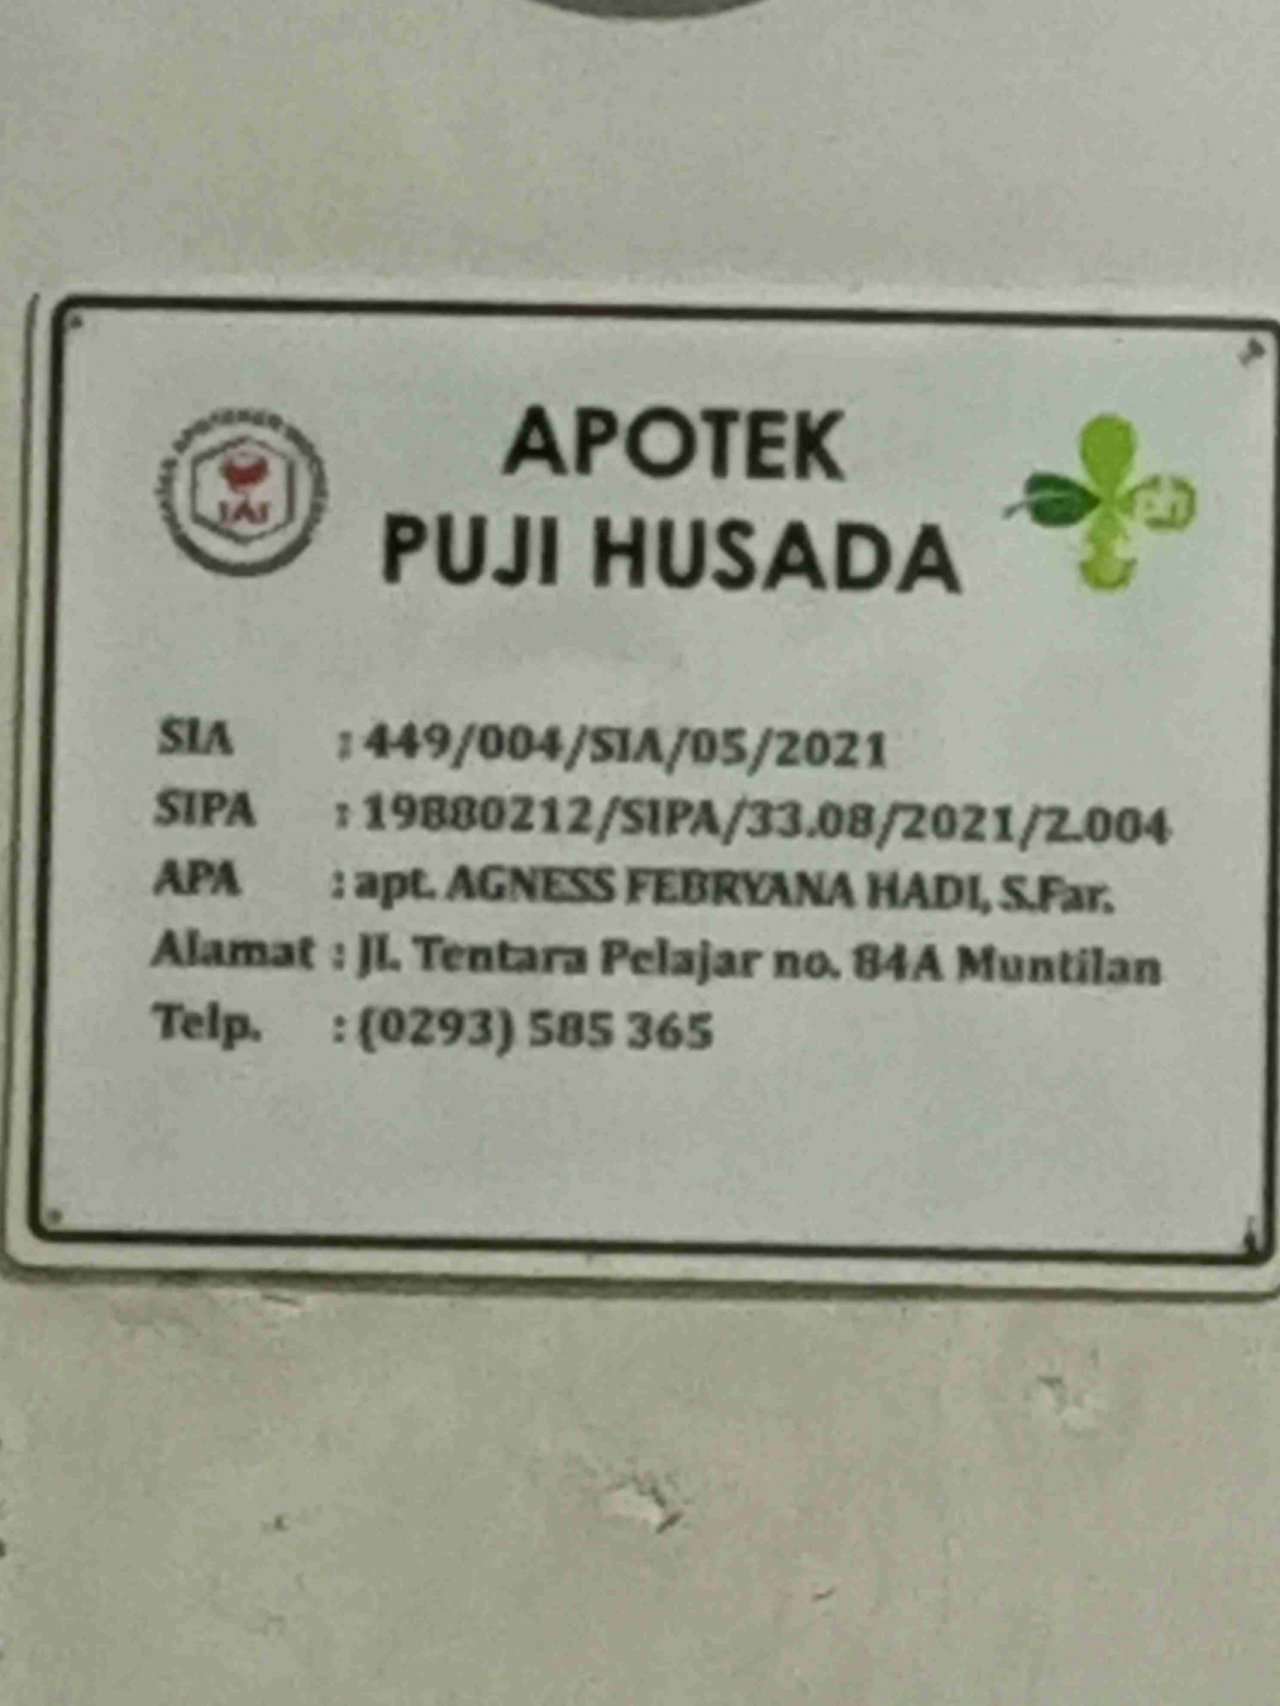 APOTEK
PUJI HUSADA
IAI
SIA : 449/004/SIA/05/2021
SIPA : 19880212/SIPA/33.08/2021/2.004
APA : apt. AGNESS FEBRYANA HADI, S.Far.
Alamat : Jl. Tentara Pelajar no. 84A Muntilan
Telp. : (0293) 585 365